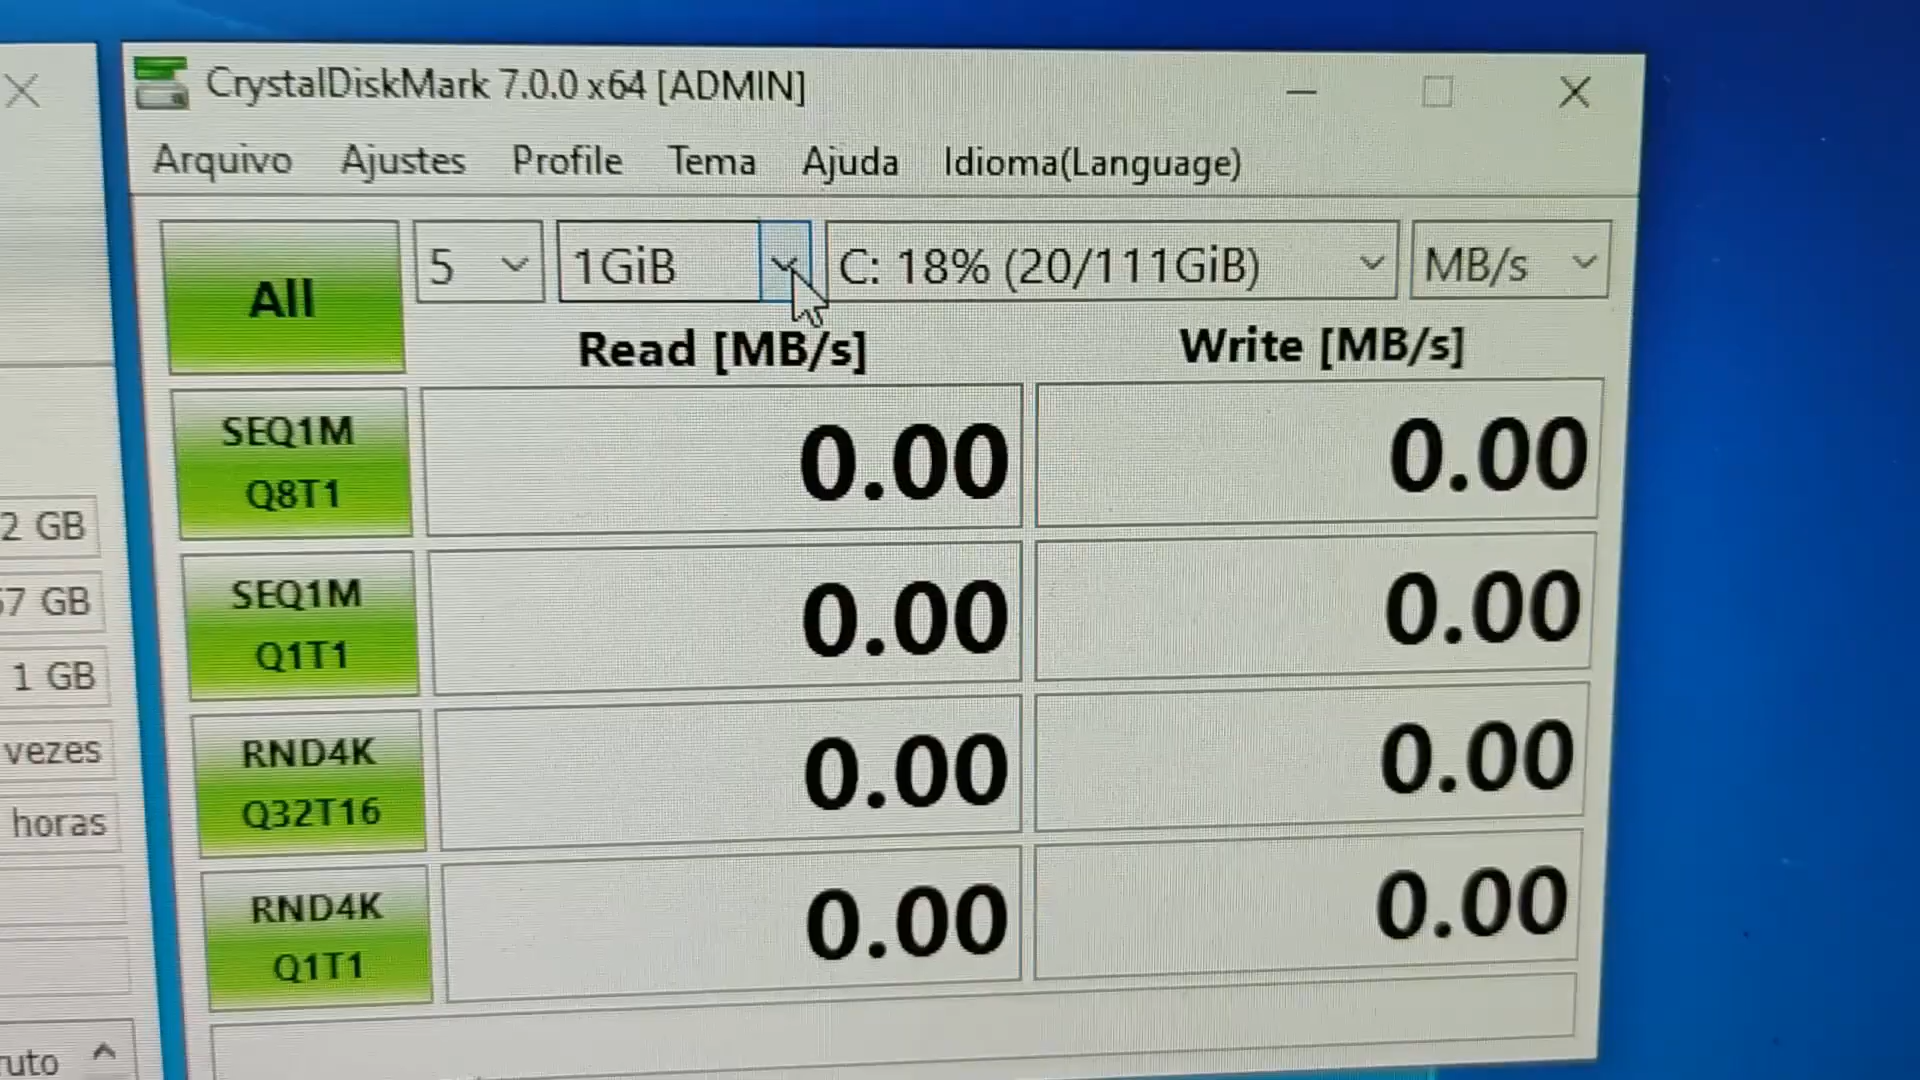 CrystalDiskMark 7.0.0 x64 [ADMIN]
Arquivo Ajustes Profile Tema Ajuda Idioma(Language)
All
5 1GiB C: 18% (20/111GiB) MB/s
Read [MB/s] Write [MB/s]
SEQ1M
Q8T1
0.00 0.00
SEQ1M
Q1T1
0.00 0.00
RND4K
Q32T16
0.00 0.00
RND4K
Q1T1
0.00 0.00
2 GB
57 GB
1 GB
vezes
horas